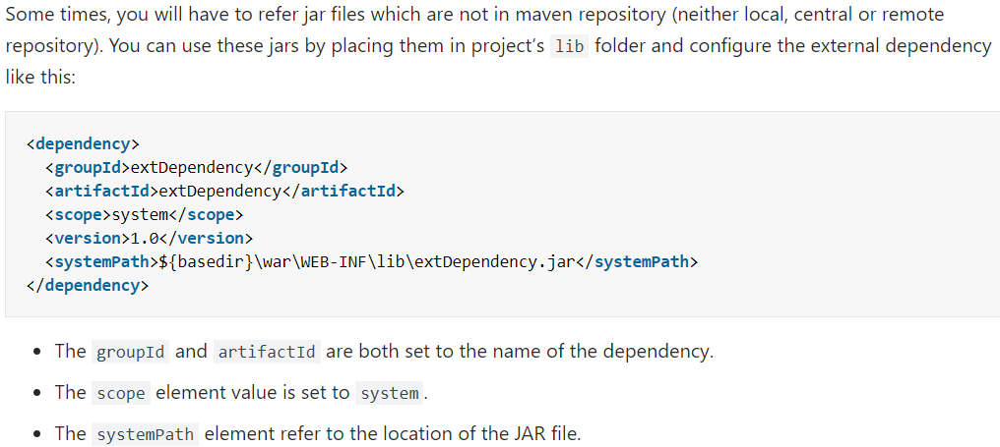 Some times, you will have to refer jar files which are not in maven repository (neither local, central or remote
repository). You can use these jars by placing them in project’s lib folder and configure the external dependency
like this:
<dependency>
  <groupId>extDependency</groupId>
  <artifactId>extDependency</artifactId>
  <scope>system</scope>
  <version>1.0</version>
  <systemPath>${basedir}\war\WEB-INF\lib\extDependency.jar</systemPath>
</dependency>
• The groupId and artifactId are both set to the name of the dependency.
• The scope element value is set to system.
• The systemPath element refer to the location of the JAR file.